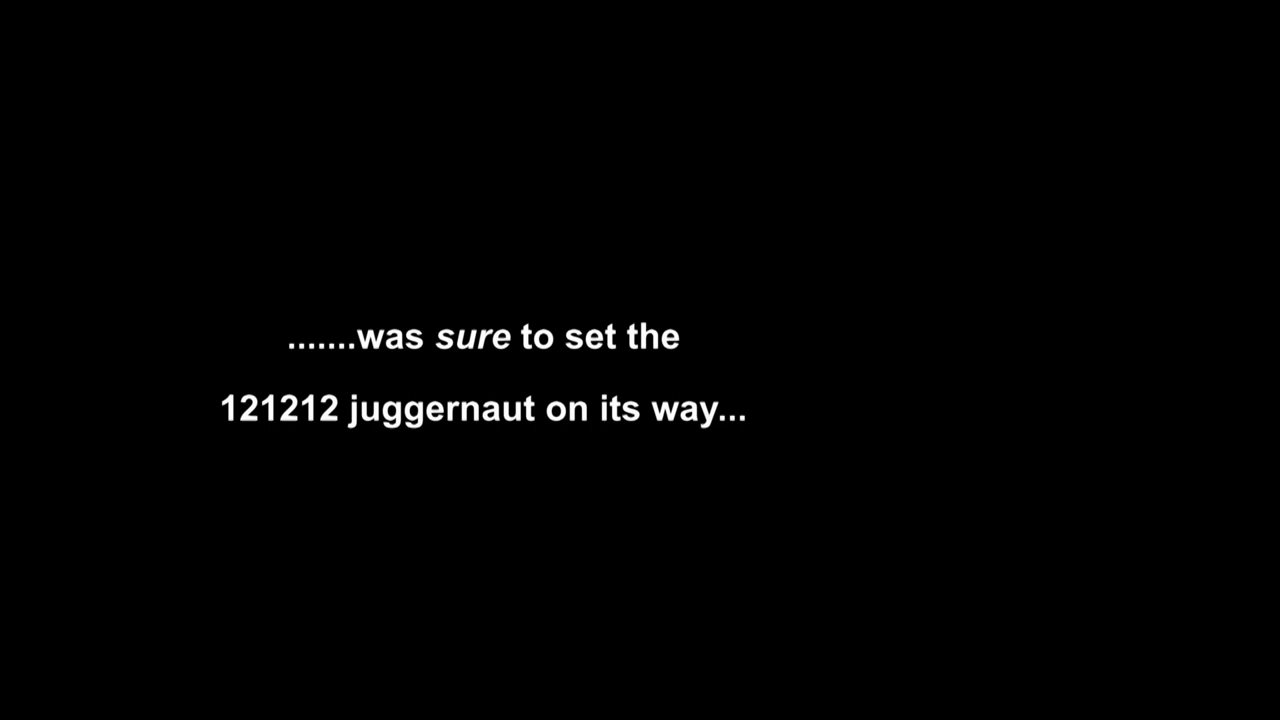 .......was sure to set the
121212 juggernaut on its way...